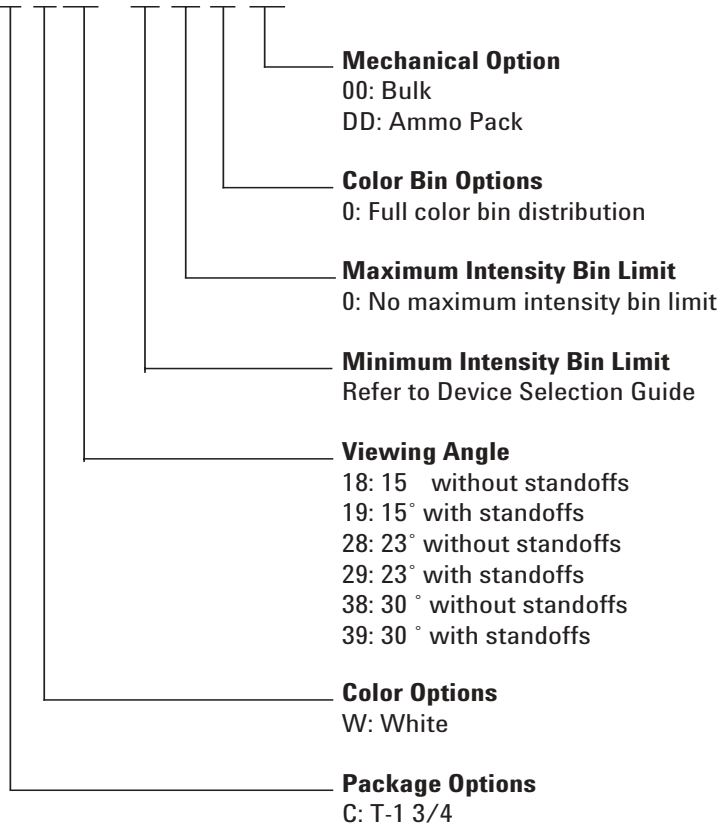 Mechanical Option
00: Bulk
DD: Ammo Pack
Color Bin Options
0: Full color bin distribution
Maximum Intensity Bin Limit
0: No maximum intensity bin limit
Minimum Intensity Bin Limit
Refer to Device Selection Guide
Viewing Angle
18: 15 without standoffs
19: 15˚ with standoffs
28: 23˚ without standoffs
29: 23˚ with standoffs
38: 30 ˚ without standoffs
39: 30 ˚ with standoffs
Color Options
W: White
Package Options
C: T-1 3/4